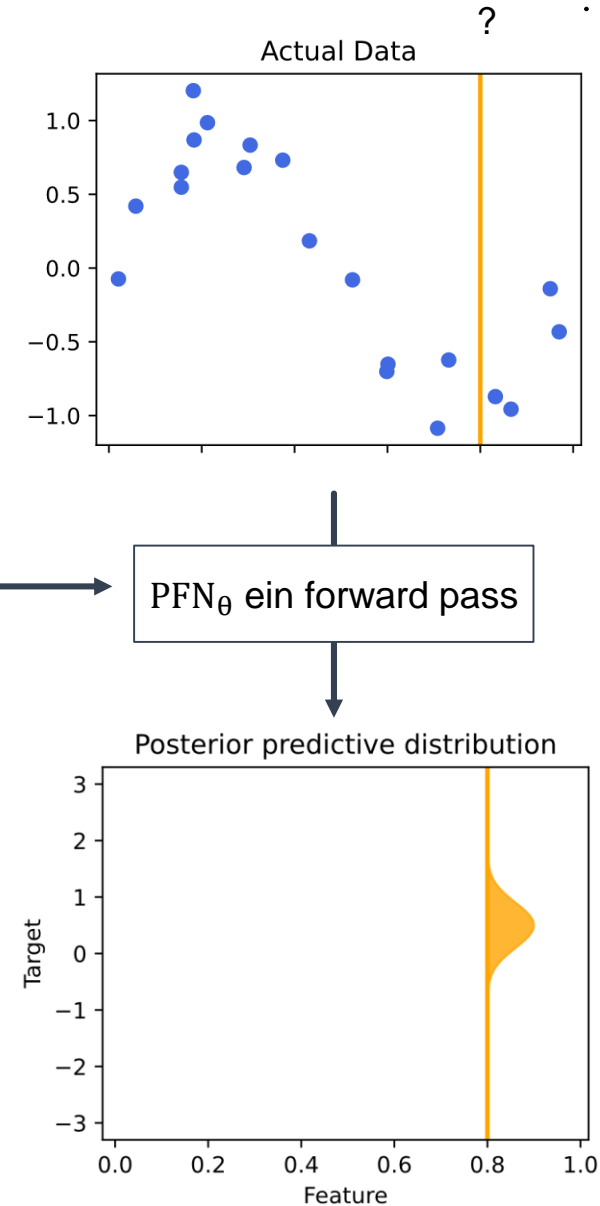 ?
Actual Data
1.0
0.5
0.0
−0.5
−1.0
PFNθ ein forward pass
Posterior predictive distribution
3
2
1
0
−1
−2
−3
Target
0.0 0.2 0.4 0.6 0.8 1.0
Feature